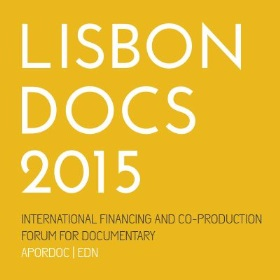 LISBON
DOCS
2015
INTERNATIONAL FINANCING AND CO-PRODUCTION
FORUM FOR DOCUMENTARY
APORDOC | EDN